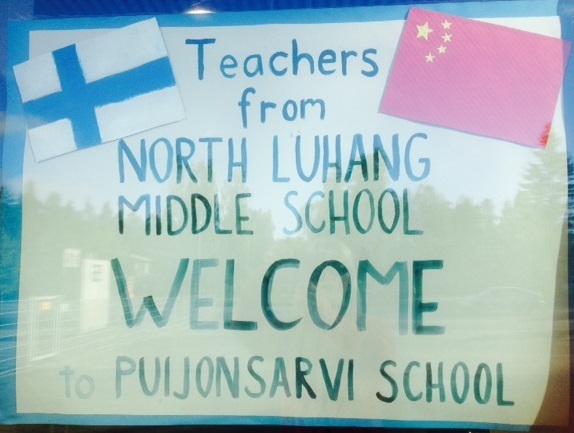 Teachers
from
NORTH LUHANG
MIDDLE SCHOOL
WELCOME
to PUIJONSARVI SCHOOL